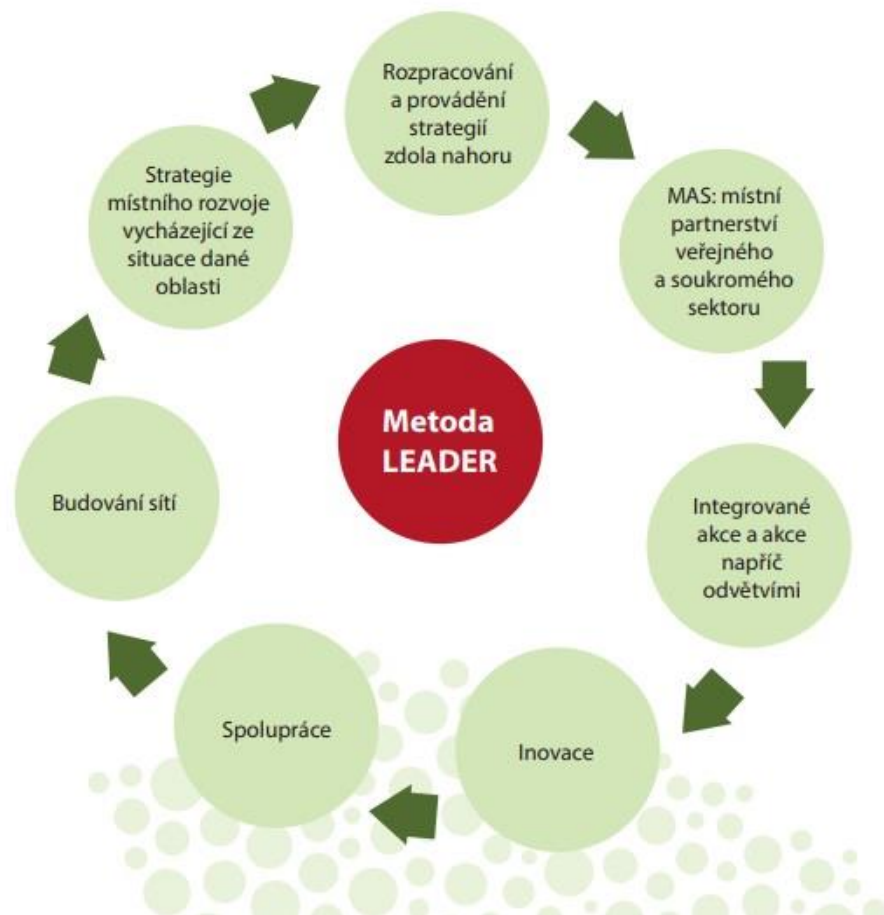 Rozpracování
a provádění
strategií
zdola nahoru
MAS: místní
partnerství
veřejného
a soukromého
sektoru
Integrované
akce a akce
napříč
odvětvími
Inovace
Spolupráce
Budování sítí
Strategie
místního rozvoje
vycházející ze
situace dané
oblasti
Metoda
LEADER